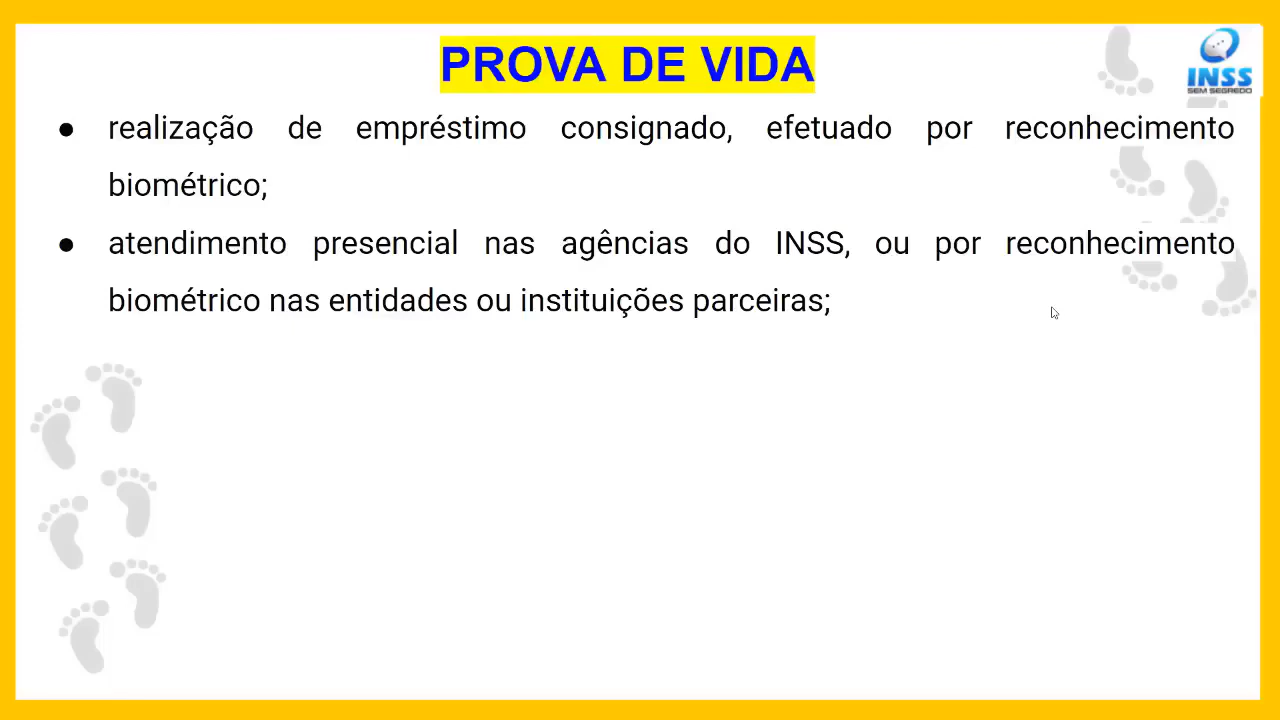 PROVA DE VIDA
INSS
SEM SEGREDO
● realização de empréstimo consignado, efetuado por reconhecimento
biométrico;
● atendimento presencial nas agências do INSS, ou por reconhecimento
biométrico nas entidades ou instituições parceiras;